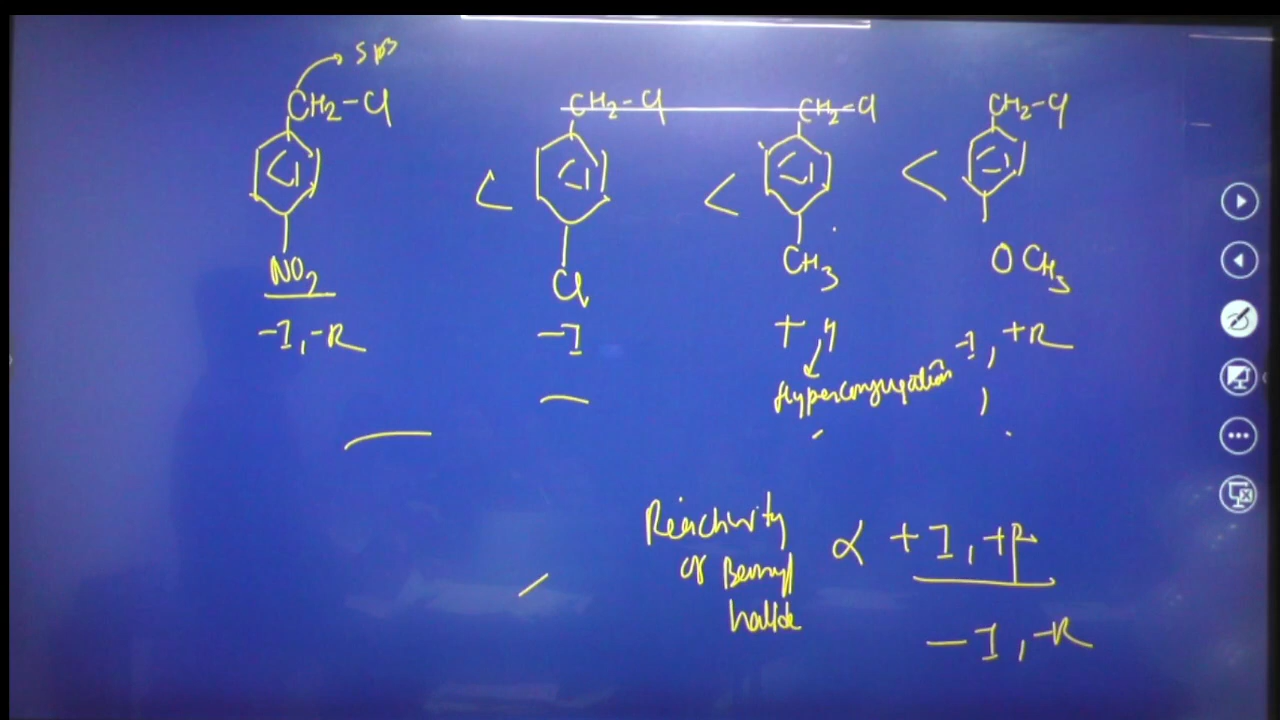 sp3
CH2-Cl CH2-Cl CH2-Cl CH2-Cl
< < <
NO2 Cl CH3 OCH3
-I, -R -I + H -I, +R
Hyperconjugation
Reactivity ∝ +I, +R
of Benzyl
halide -I, -R